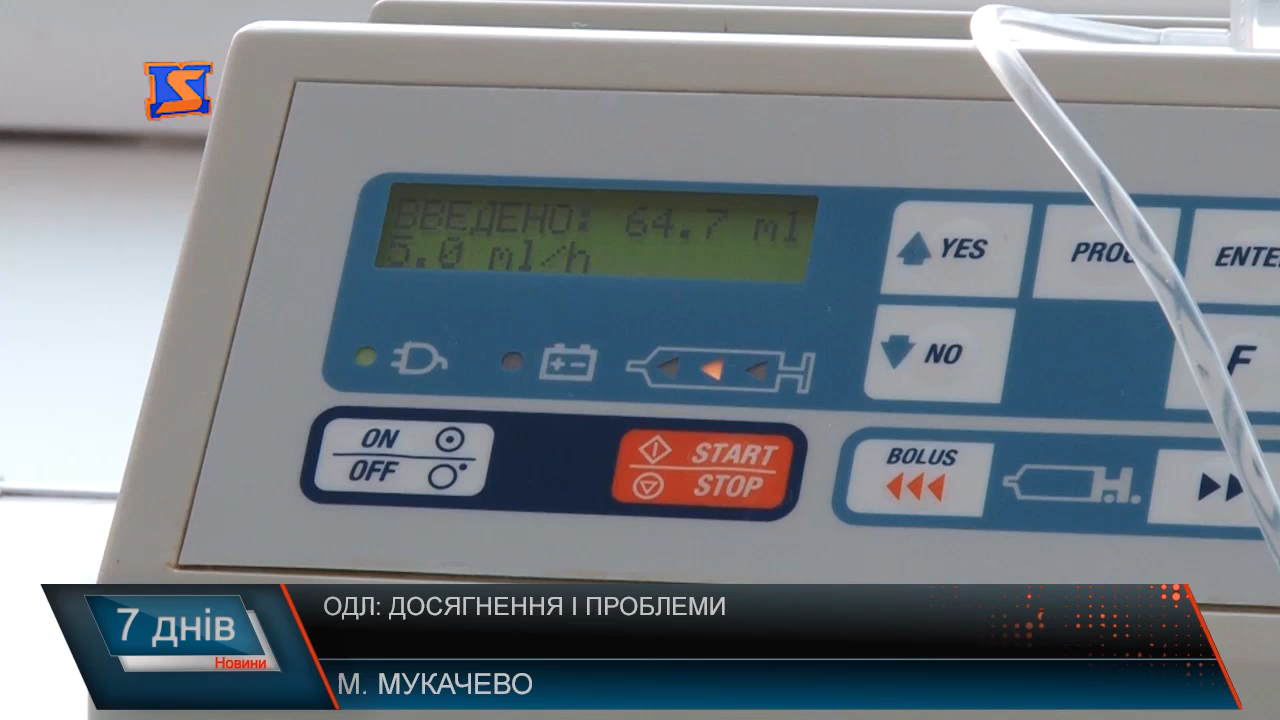 ВВЕДЕНО: 64.7 ml
5.0 ml/h
YES
PROG
ENTE
NO
F
ON
OFF
START
STOP
BOLUS
7 днів
Новини
ОДЛ: ДОСЯГНЕННЯ І ПРОБЛЕМИ
М. МУКАЧЕВО